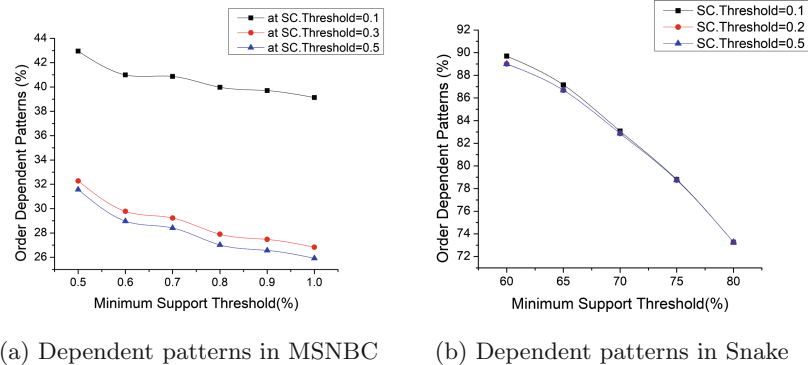 at SC.Threshold=0.1
at SC.Threshold=0.3
at SC.Threshold=0.5
44
42
40
38
36
34
32
30
28
26
Order Dependent Patterns (%)
0.5 0.6 0.7 0.8 0.9 1.0
Minimum Support Threshold(%)
(a) Dependent patterns in MSNBC
SC.Threshold=0.1
SC.Threshold=0.2
SC.Threshold=0.5
92
90
88
86
84
82
80
78
76
74
72
Order Dependent Patterns (%)
60 65 70 75 80
Minimum Support Threshold(%)
(b) Dependent patterns in Snake